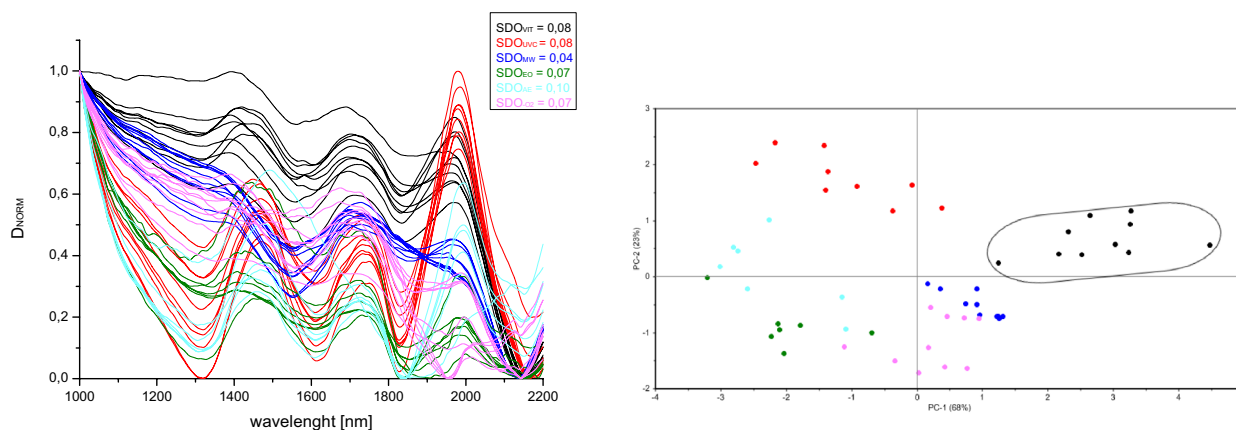 SDOVIT = 0,08
SDOUVC = 0,08
SDOMW = 0,04
SDOEO = 0,07
SDOAE = 0,10
= 0,07
1,0
0,8
0,6
0,4
0,2
0,0
DNORM
1000 1200 1400 1600 1800 2000 2200
wavelenght [nm]
3
2
1
0
-1
-2
PC-2 (23%)
-4 -3 -2 -1 0 1 2 3 4 5
PC-1 (68%)